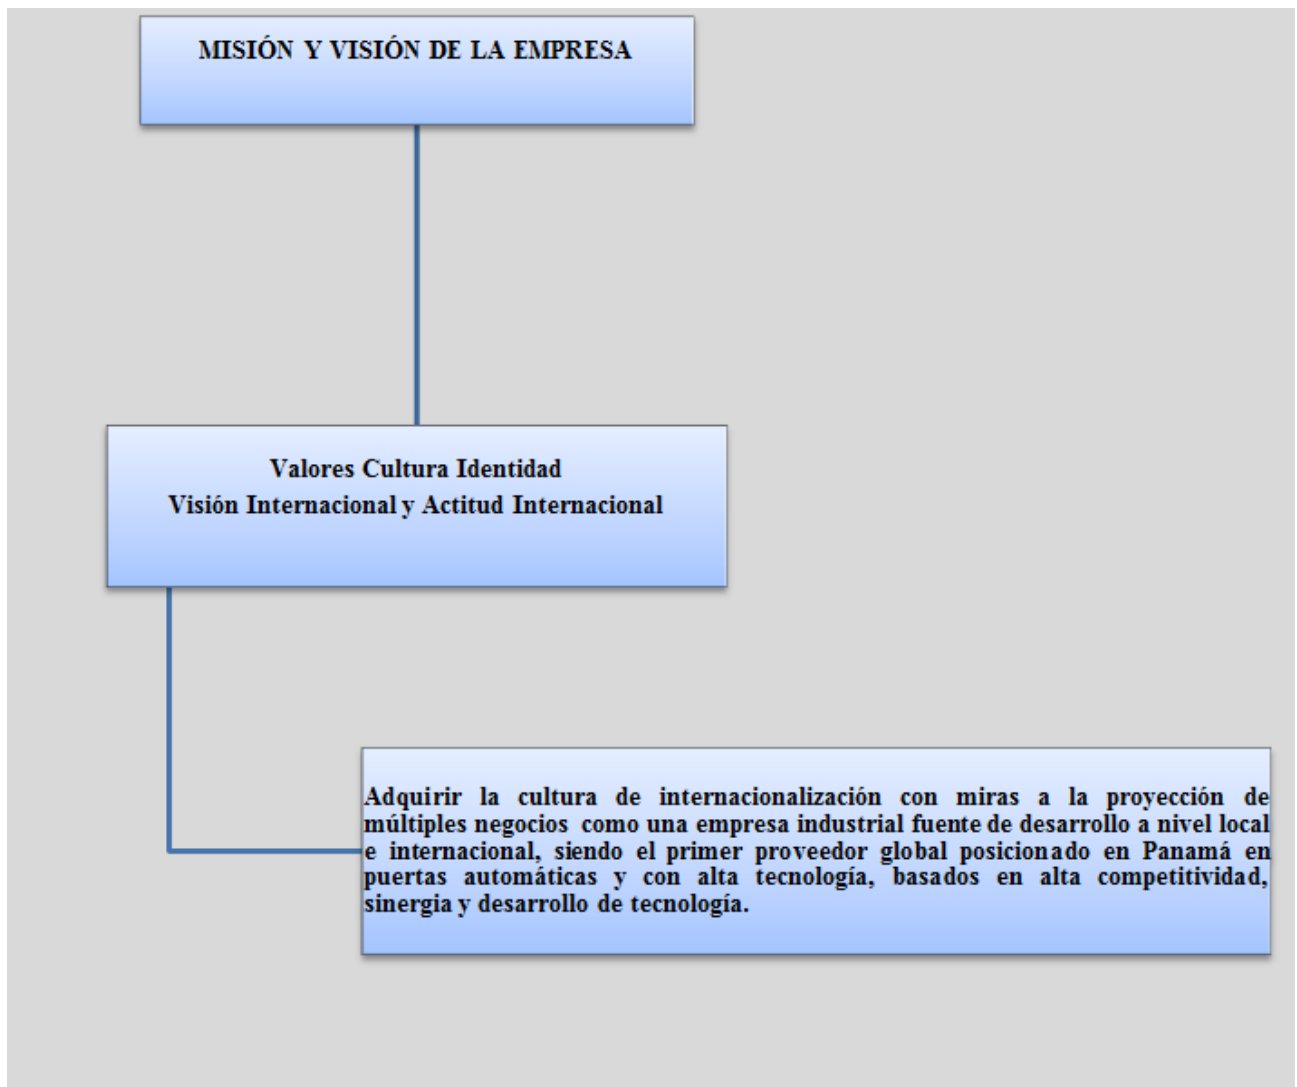 MISIÓN Y VISIÓN DE LA EMPRESA
Valores Cultura Identidad
Visión Internacional y Actitud Internacional
Adquirir la cultura de internacionalización con miras a la proyección de
múltiples negocios como una empresa industrial fuente de desarrollo a nivel local
e internacional, siendo el primer proveedor global posicionado en Panamá en
puertas automáticas y con alta tecnología, basados en alta competitividad,
sinergia y desarrollo de tecnología.